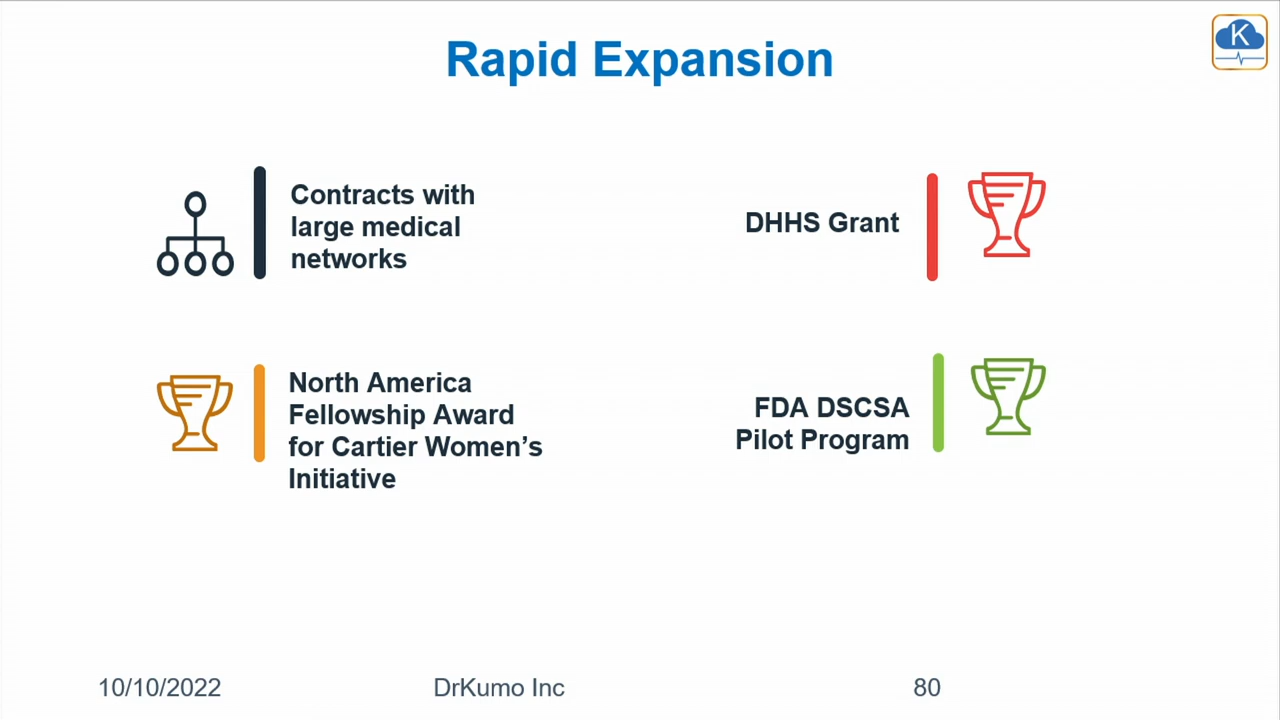 Rapid Expansion
K
Contracts with
large medical
networks
DHHS Grant
North America
Fellowship Award
for Cartier Women’s
Initiative
FDA DSCSA
Pilot Program
10/10/2022
DrKumo Inc
80